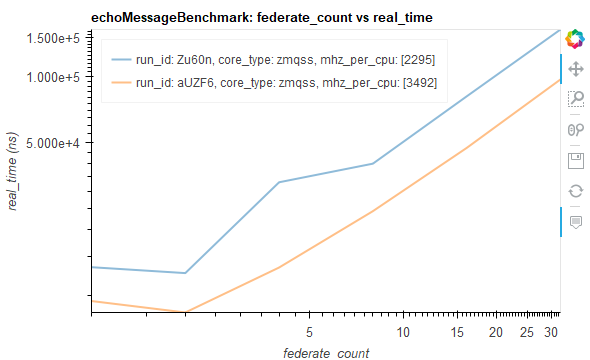 echoMessageBenchmark: federate_count vs real_time
1.500e+5
1.000e+5
5.000e+4
real_time (ns)
run_id: Zu60n, core_type: zmqss, mhz_per_cpu: [2295]
run_id: aUZF6, core_type: zmqss, mhz_per_cpu: [3492]
5 10 15 20 25 30
federate_count